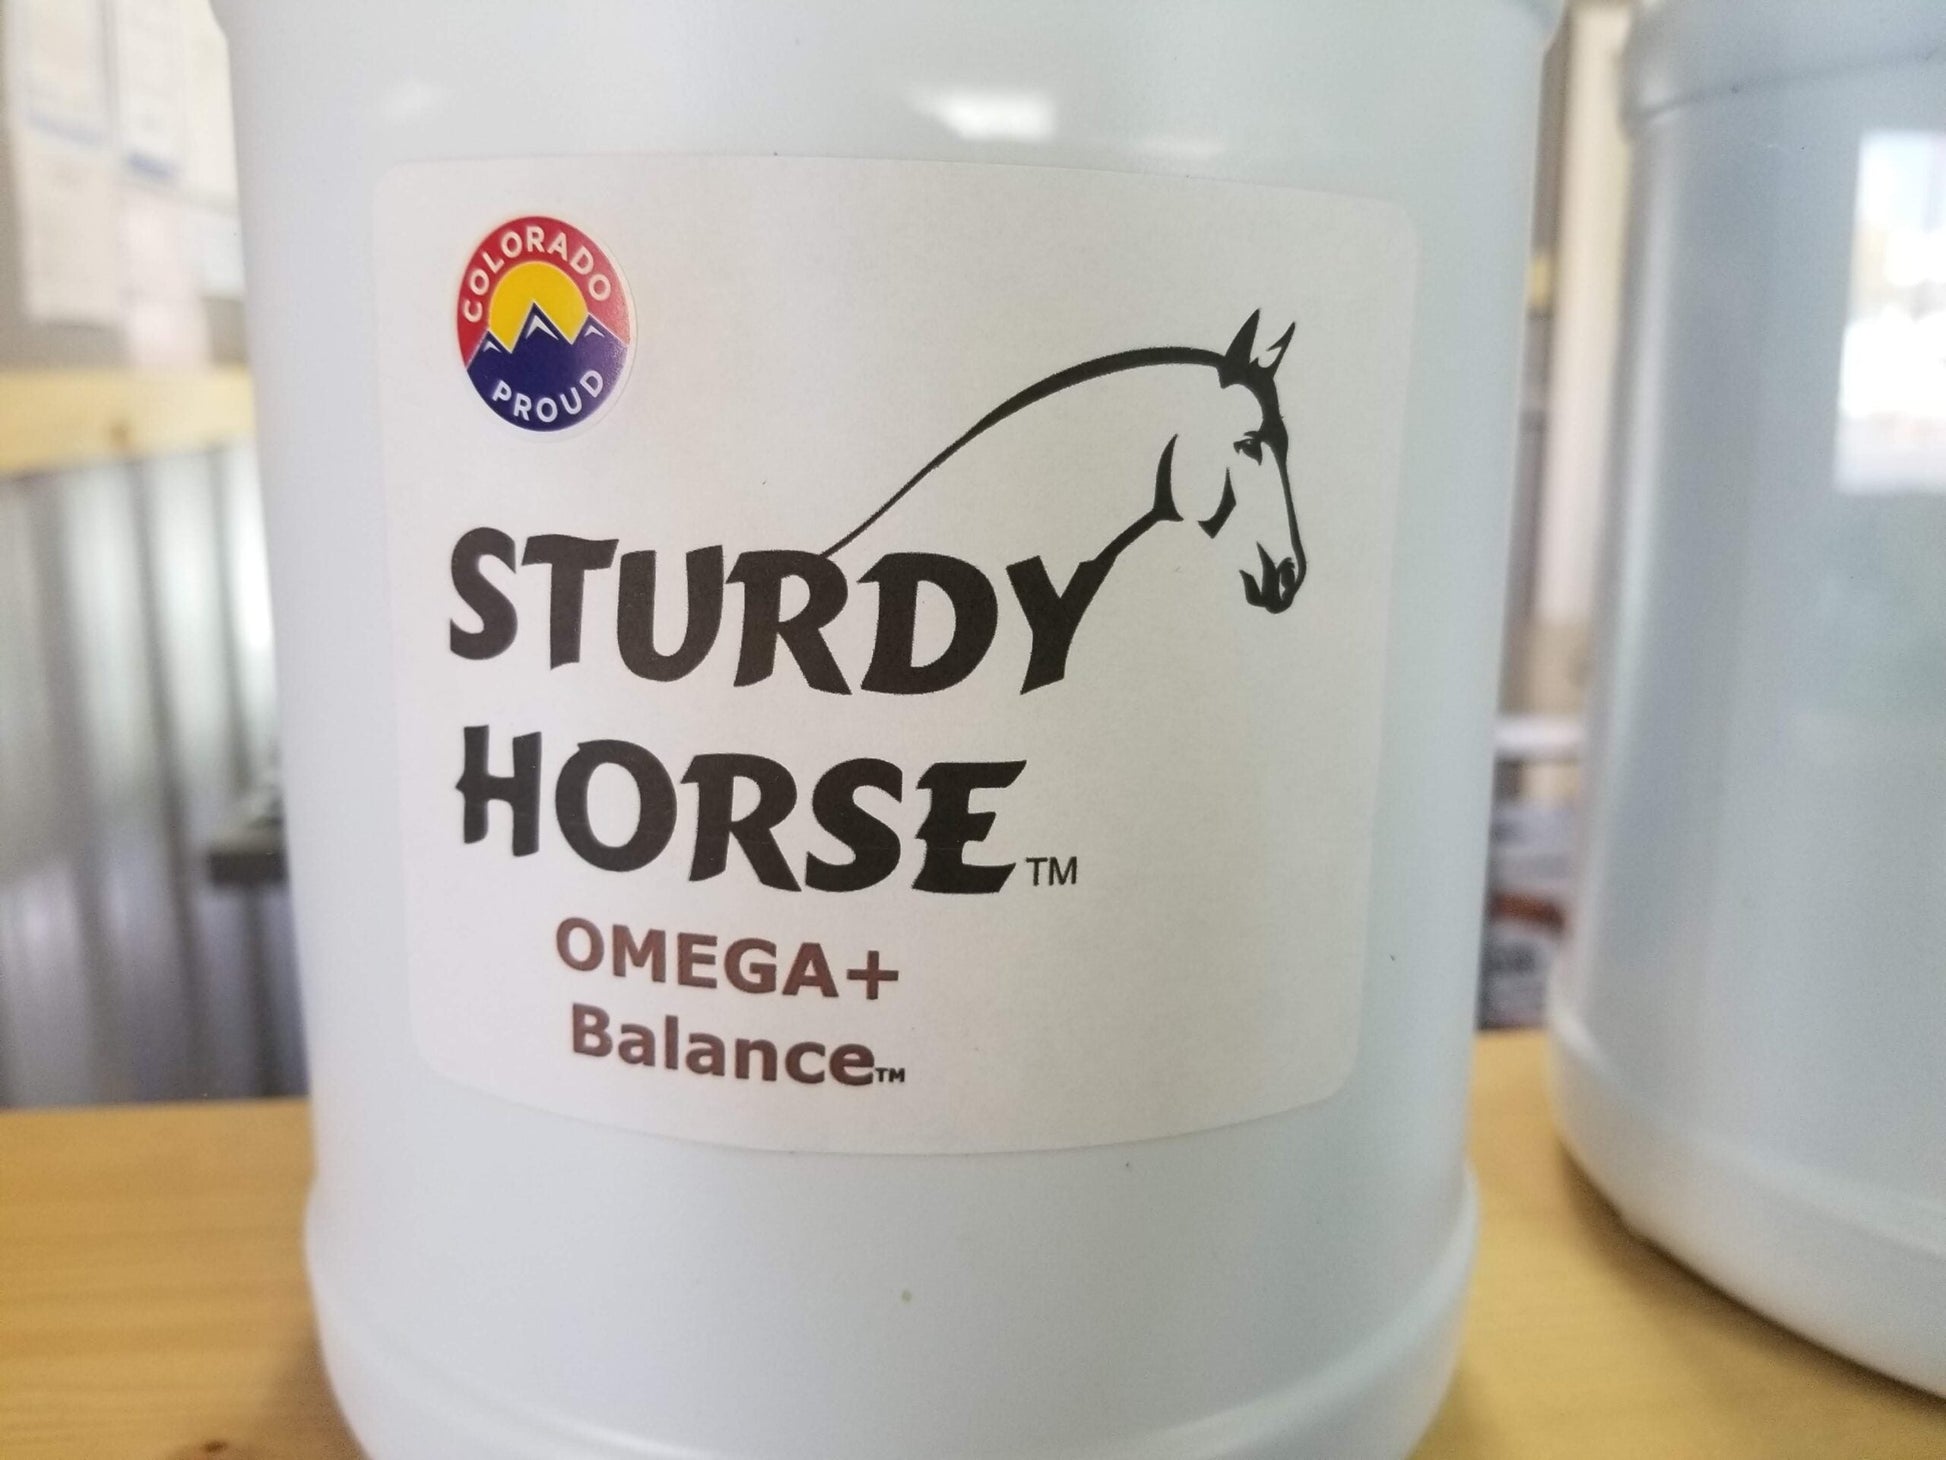 COLORADO
PROUD
STURDY
HORSE™
OMEGA+
Balance™